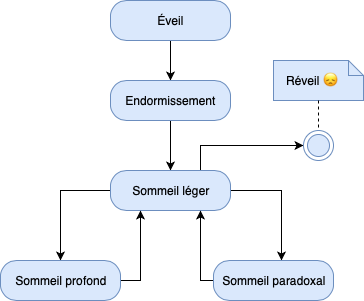 Éveil
Endormissement
Réveil 😞
Sommeil léger
Sommeil profond
Sommeil paradoxal